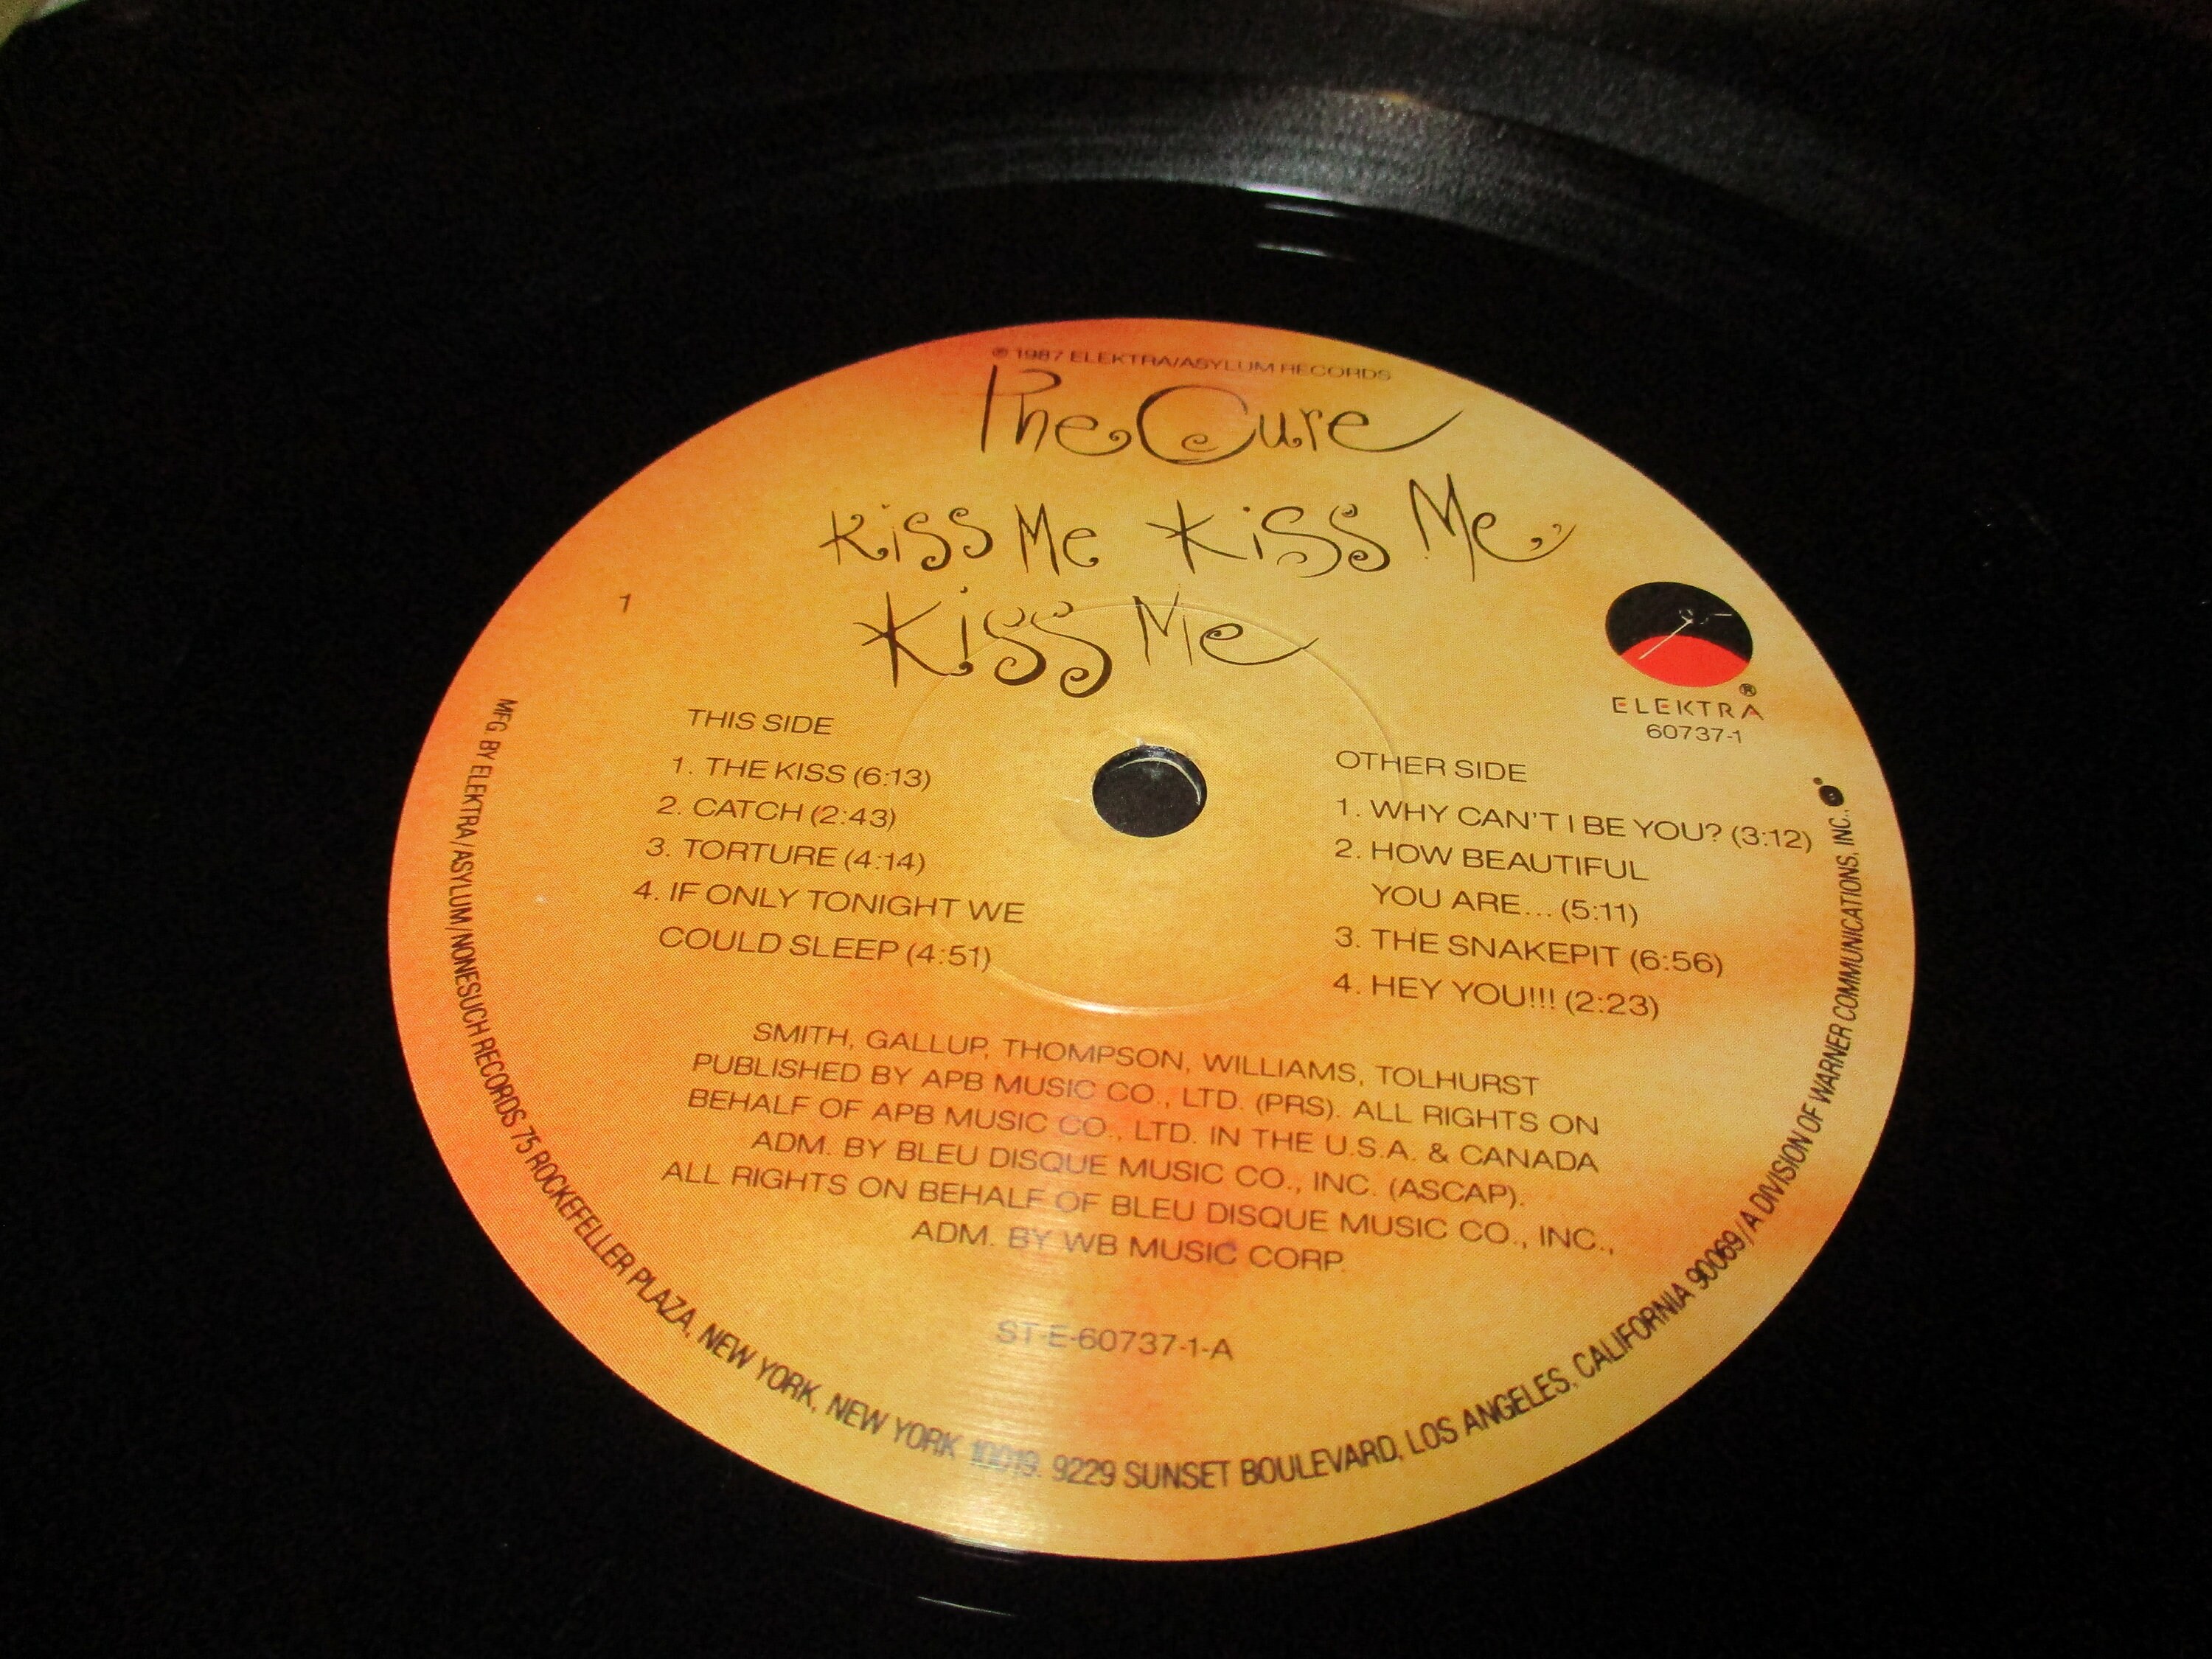 ℗ 1987 ELEKTRA/ASYLUM RECORDS
The Cure
Kiss Me Kiss Me
Kiss Me
1
ELEKTRA®
60737-1
THIS SIDE
1. THE KISS (6:13)
2. CATCH (2:43)
3. TORTURE (4:14)
4. IF ONLY TONIGHT WE
COULD SLEEP (4:51)
OTHER SIDE
1. WHY CAN'T I BE YOU? (3:12)
2. HOW BEAUTIFUL
YOU ARE... (5:11)
3. THE SNAKEPIT (6:56)
4. HEY YOU!!! (2:23)
SMITH, GALLUP, THOMPSON, WILLIAMS, TOLHURST
PUBLISHED BY APB MUSIC CO., LTD. (PRS). ALL RIGHTS ON
BEHALF OF APB MUSIC CO., LTD. IN THE U.S.A. & CANADA
ADM. BY BLEU DISQUE MUSIC CO., INC. (ASCAP).
ALL RIGHTS ON BEHALF OF BLEU DISQUE MUSIC CO., INC.,
ADM. BY WB MUSIC CORP.
ST-E-60737-1-A
MFG. BY ELEKTRA/ASYLUM/NONESUCH RECORDS 75 ROCKEFELLER PLAZA, NEW YORK, NEW YORK 10019. 9229 SUNSET BOULEVARD, LOS ANGELES, CALIFORNIA 90069/A DIVISION OF WARNER COMMUNICATIONS, INC.